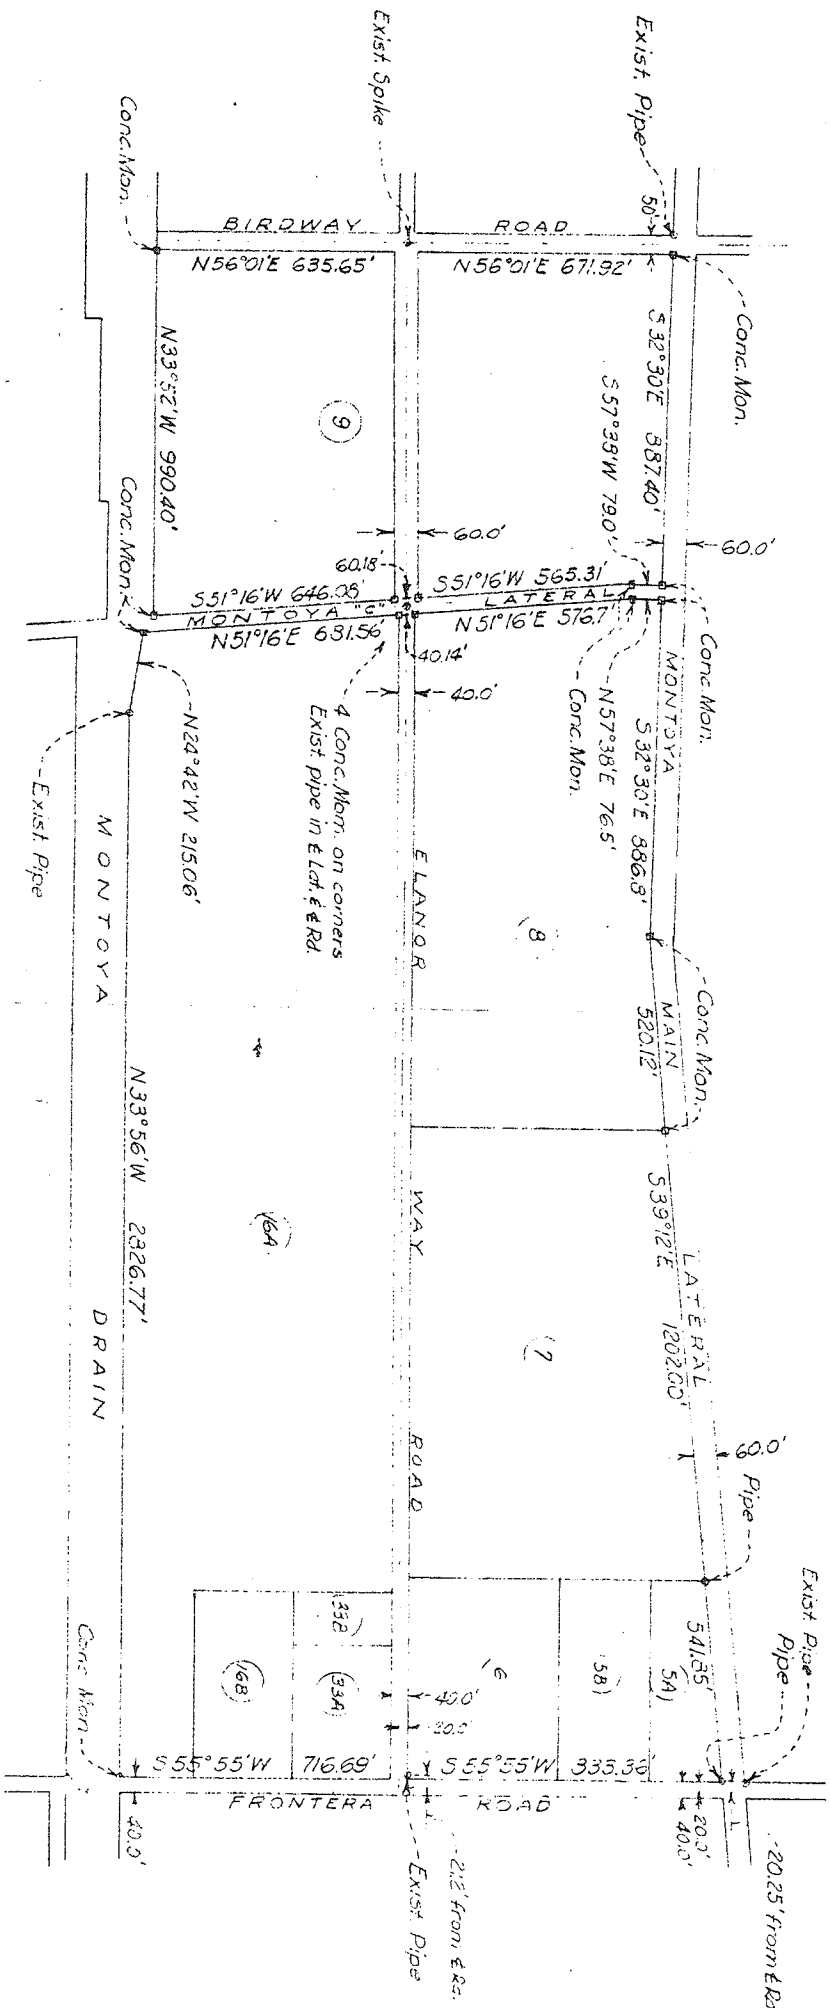 Exist. Pipe
Exist. Spike
Conc. Mon.
50'
BIRDWAY ROAD
N56°01'E 635.65'
N56°01'E 671.92'
Conc. Mon.
S32°30'E 887.40'
S57°38'W 79.0'
N33°52'W 990.40'
9
Conc. Mon.
60.0'
60.0'
60.18'
S51°16'W 646.08'
S51°16'W 565.31'
MONTOYA "C" LATERAL
N51°16'E 631.56'
N51°16'E 576.7'
40.14'
40.0'
Conc. Mon.
N57°38'E 76.5'
Conc. Mon.
4 Conc. Mon. on corners
Exist. pipe in ℄ Lat. & ℄ Rd.
N24°42'W 215.06'
Exist. Pipe
S32°30'E 886.8'
MONTOYA MAIN LATERAL
8
Conc. Mon.
520.12'
MONTOYA DRAIN
N33°56'W 2826.77'
ELANOR WAY ROAD
16A
7
S39°12'E 1202.00'
60.0'
Pipe
Exist. Pipe
Pipe
541.85'
5A
5B
6
33B
33A
16B
40.0'
20.0'
Conc. Mon.
S55°55'W 716.69'
FRONTERA ROAD
40.0'
20.0'
40.0'
20.25' from ℄ Rd
Exist. Pipe